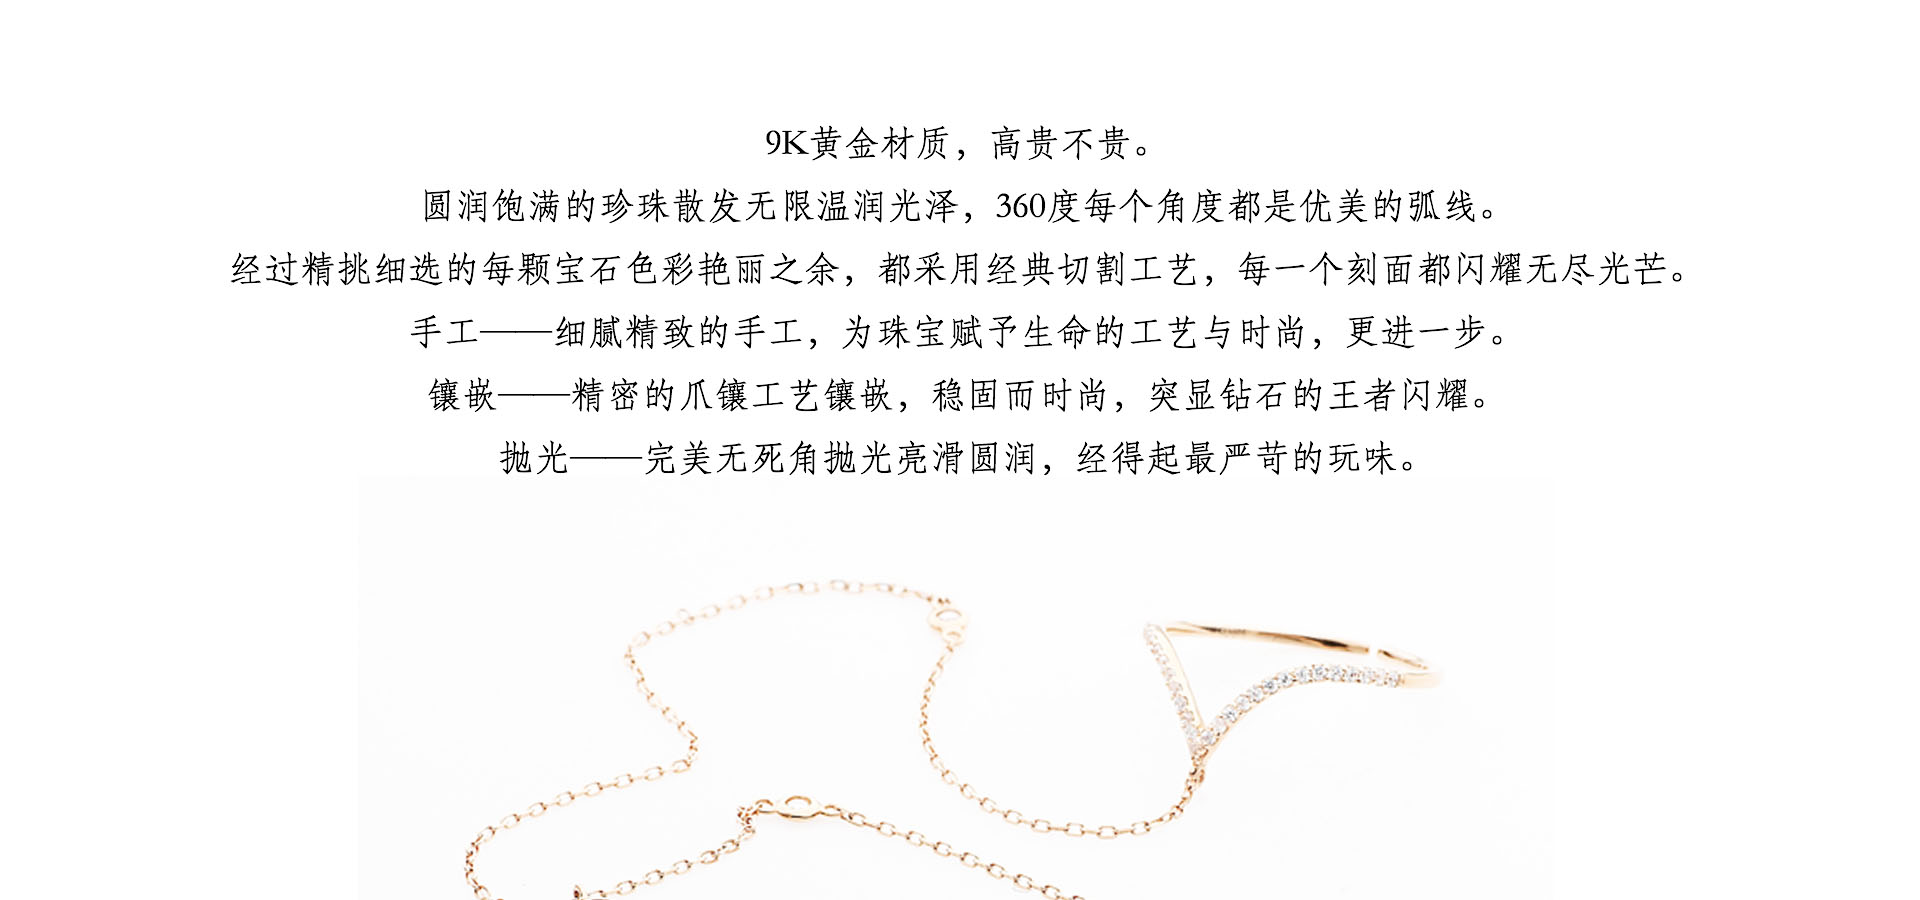 9K黄金材质，高贵不贵。
圆润饱满的珍珠散发无限温润光泽，360度每个角度都是优美的弧线。
经过精挑细选的每颗宝石色彩艳丽之余，都采用经典切割工艺，每一个刻面都闪耀无尽光芒。
手工——细腻精致的手工，为珠宝赋予生命的工艺与时尚，更进一步。
镶嵌——精密的爪镶工艺镶嵌，稳固而时尚，突显钻石的王者闪耀。
抛光——完美无死角抛光亮滑圆润，经得起最严苛的玩味。